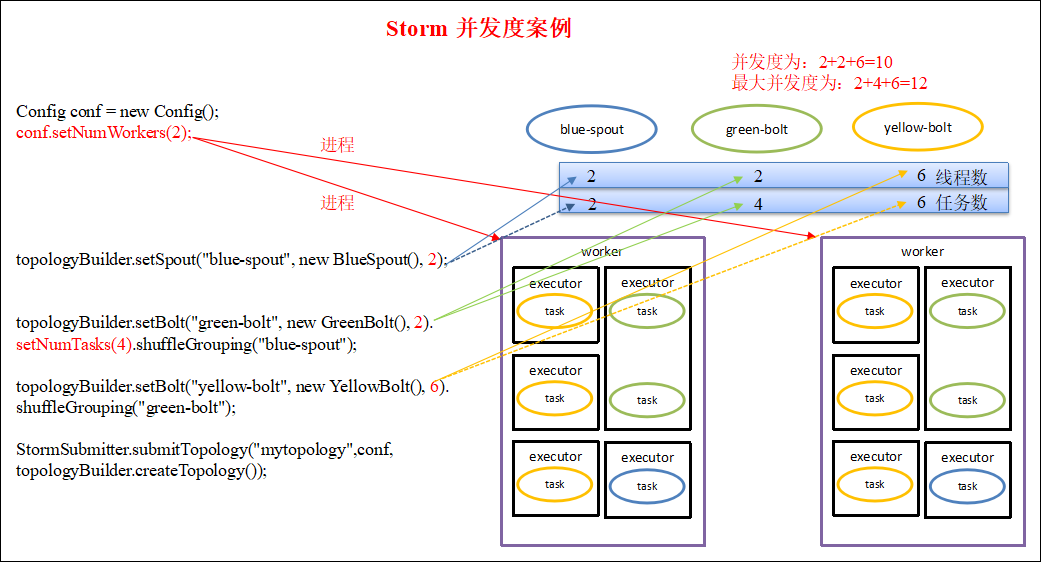 Storm 并发度案例
并发度为：2+2+6=10
最大并发度为：2+4+6=12
Config conf = new Config();
conf.setNumWorkers(2);
进程
进程
blue-spout
green-bolt
yellow-bolt
2 2 6 线程数
2 4 6 任务数
topologyBuilder.setSpout("blue-spout", new BlueSpout(), 2);
topologyBuilder.setBolt("green-bolt", new GreenBolt(), 2).
setNumTasks(4).shuffleGrouping("blue-spout");
topologyBuilder.setBolt("yellow-bolt", new YellowBolt(), 6).
shuffleGrouping("green-bolt");
StormSubmitter.submitTopology("mytopology",conf,
topologyBuilder.createTopology());
worker
executor
task
executor
task
executor
task
task
executor
task
executor
task
worker
executor
task
executor
task
executor
task
task
executor
task
executor
task